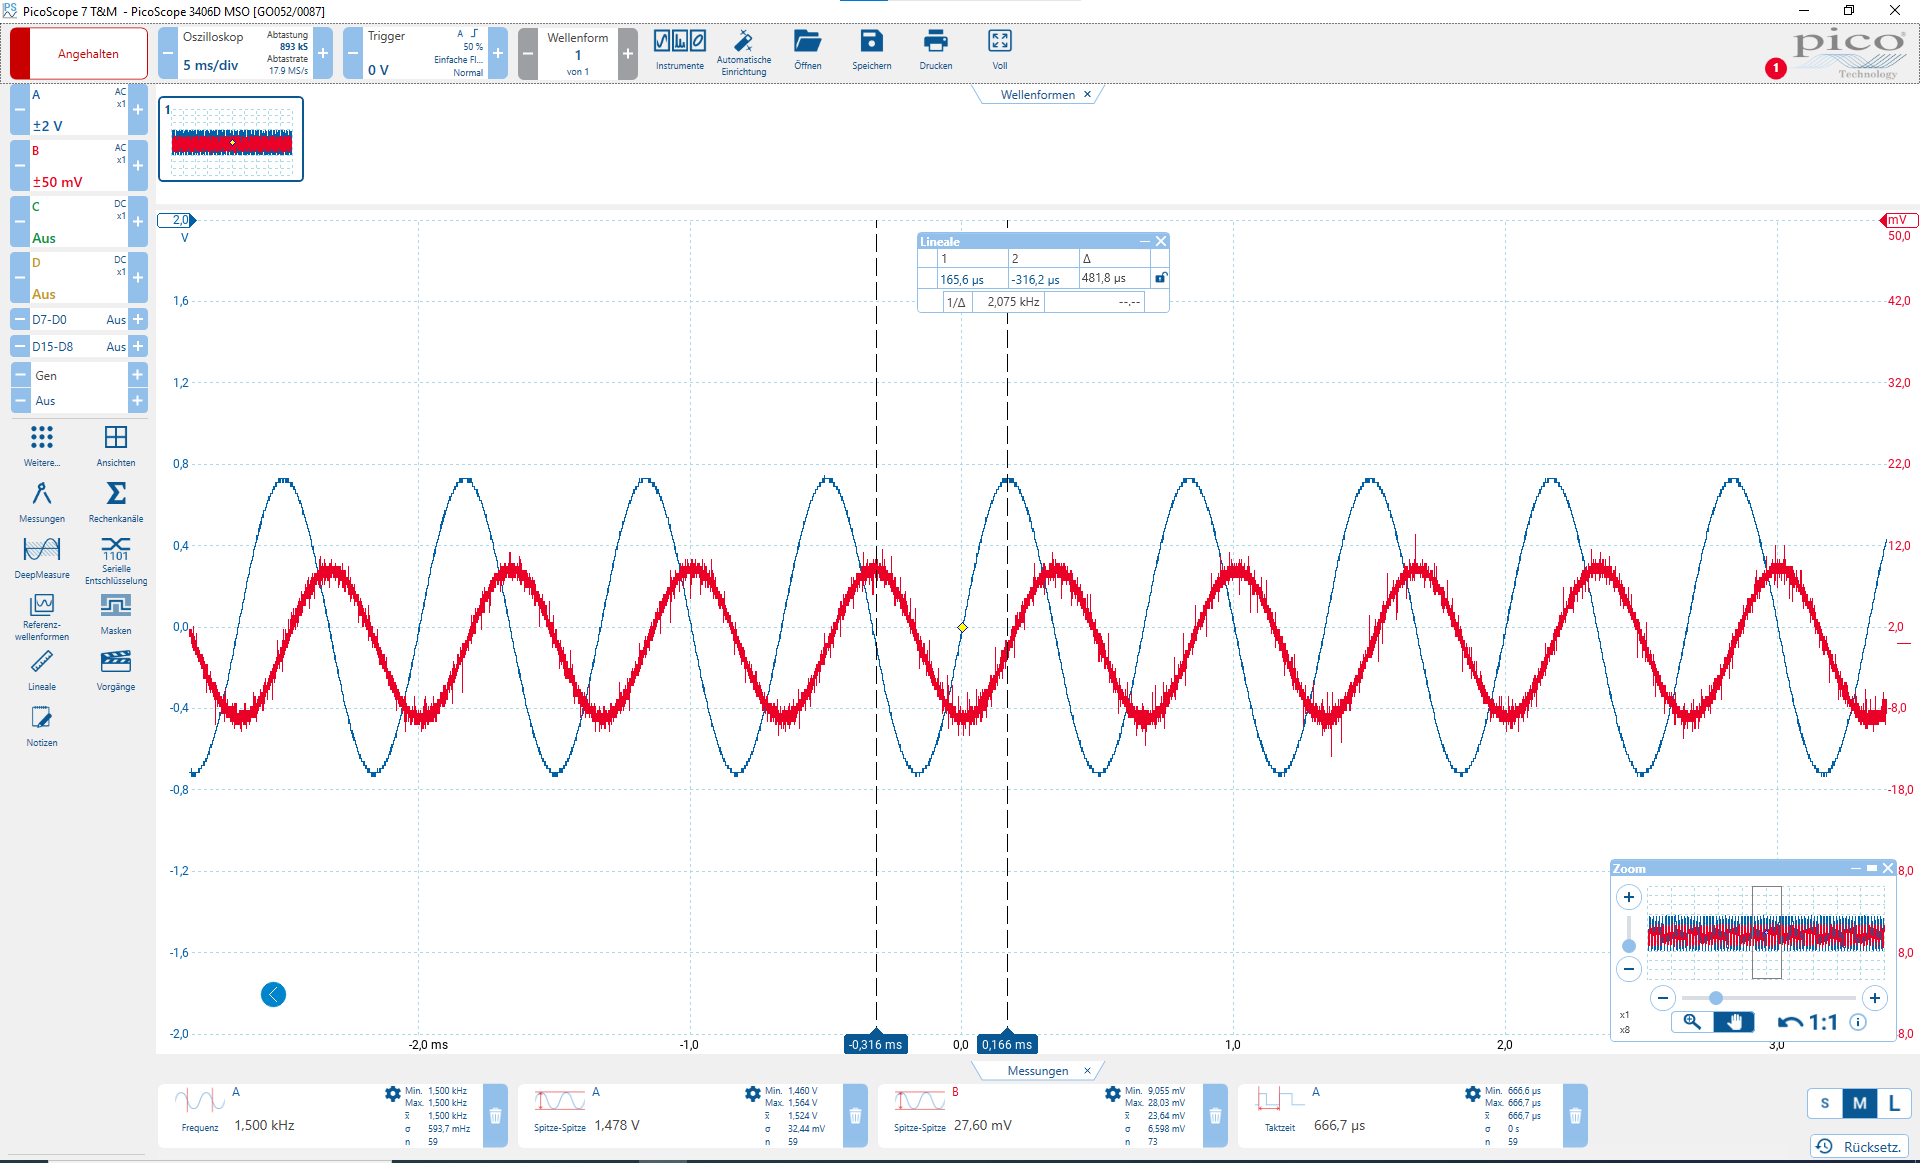 PicoScope 7 T&M - PicoScope 3406D MSO [GO052/0087]
Angehalten
Oszilloskop
5 ms/div
Abtastung
893 kS
Abtastrate
17.9 MS/s
Trigger
0 V
A
50 %
Einfache Fl...
Normal
Wellenform
1
von 1
Instrumente
Automatische
Einrichtung
Öffnen
Speichern
Drucken
Voll
1
pico
Technology
A
AC
x1
±2 V
B
AC
x1
±50 mV
C
DC
x1
Aus
D
DC
x1
Aus
D7-D0 Aus
D15-D8 Aus
Gen
Aus
Weitere...
Ansichten
Messungen
Rechenkanäle
DeepMeasure
1101
Serielle
Entschlüsselung
Referenz-
wellenformen
Masken
Lineale
Vorgänge
Notizen
Wellenformen ×
1
2,0
V
1,6
1,2
0,8
0,4
0,0
-0,4
-0,8
-1,2
-1,6
-2,0
mV
50,0
42,0
32,0
22,0
12,0
2,0
-8,0
-18,0
8,0
8,0
8,0
Lineale
1 2 Δ
165,6 µs -316,2 µs 481,8 µs
1/Δ 2,075 kHz --.--
-2,0 ms
-1,0
-0,316 ms
0,0
0,166 ms
1,0
2,0
3,0
Zoom
x1
x8
1:1
Messungen ×
A
Frequenz 1,500 kHz
Min. 1,500 kHz
Max. 1,500 kHz
x̄ 1,500 kHz
σ 593,7 mHz
n 59
A
Spitze-Spitze 1,478 V
Min. 1,460 V
Max. 1,564 V
x̄ 1,524 V
σ 32,44 mV
n 59
B
Spitze-Spitze 27,60 mV
Min. 9,055 mV
Max. 28,03 mV
x̄ 23,64 mV
σ 6,598 mV
n 73
A
Taktzeit 666,7 µs
Min. 666,6 µs
Max. 666,7 µs
x̄ 666,7 µs
σ 0 s
n 59
S M L
Rücksetz.